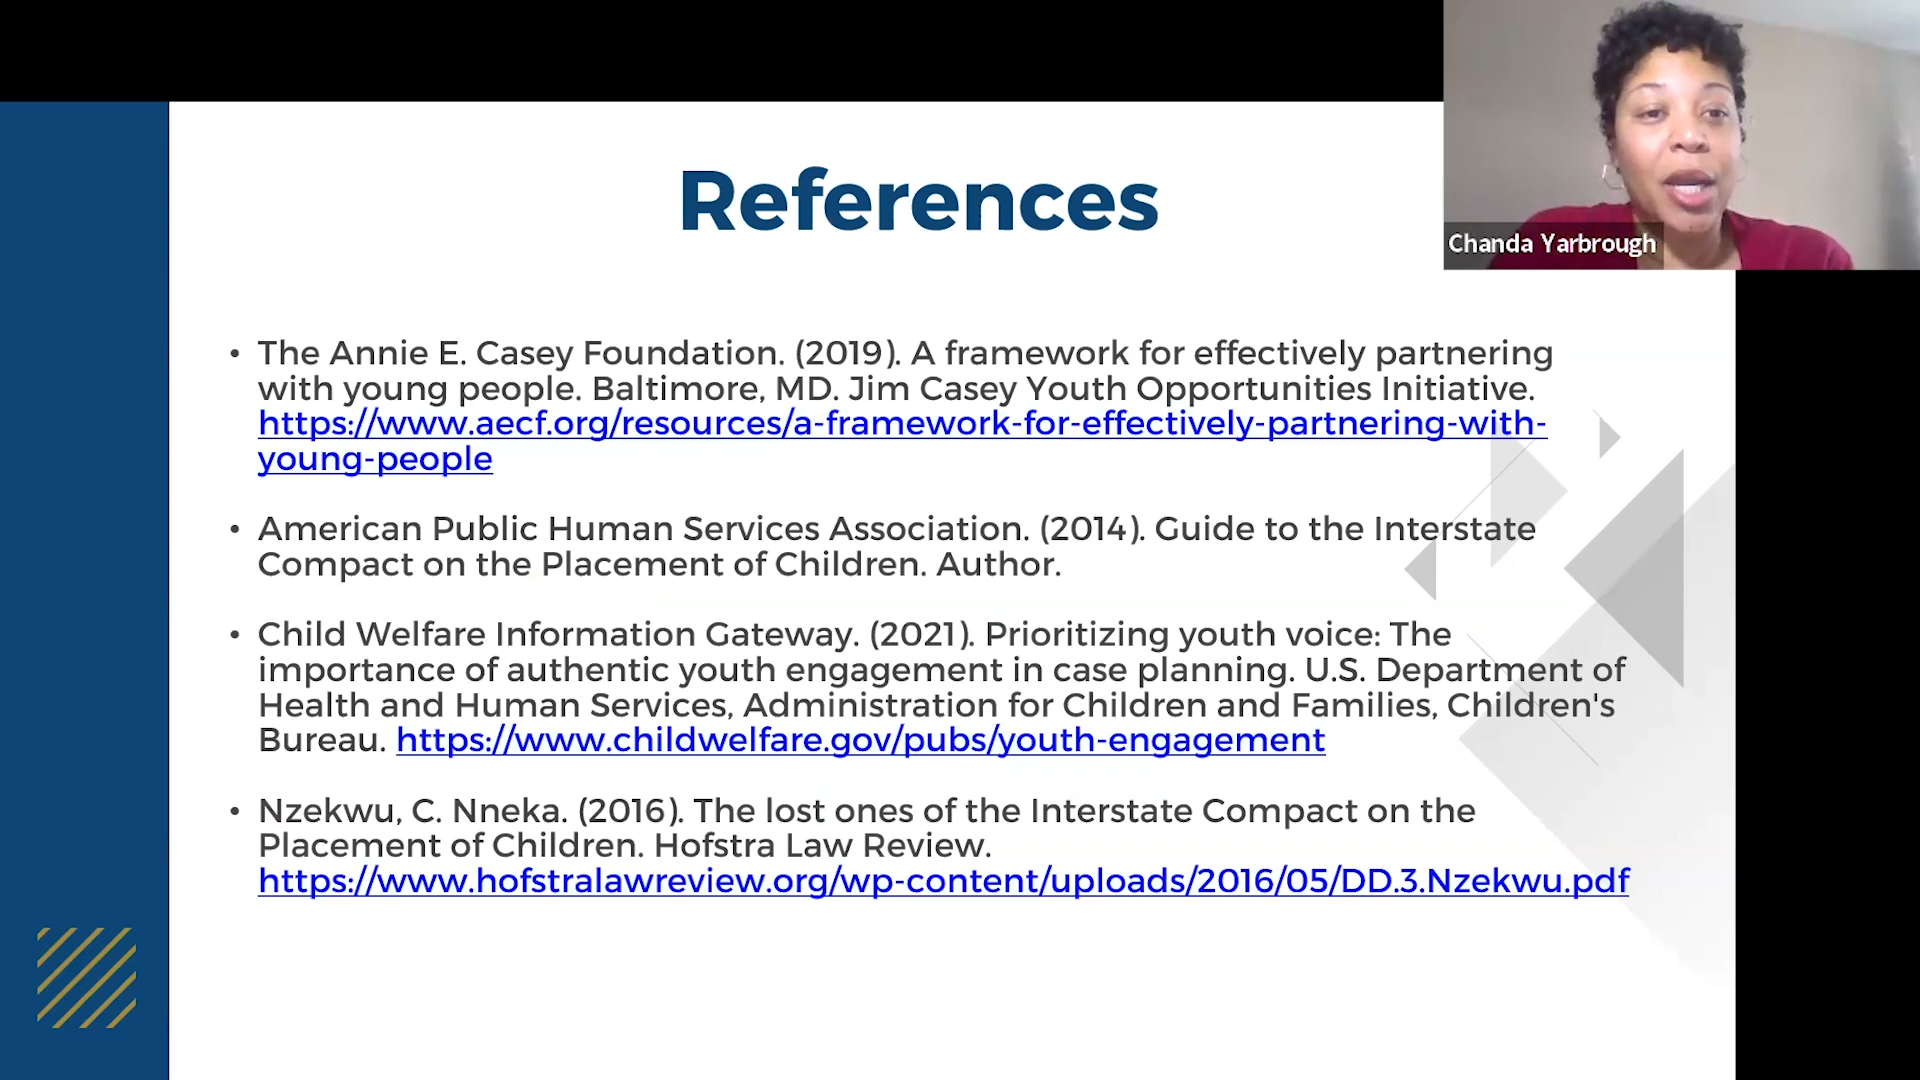 References
Chanda Yarbrough
• The Annie E. Casey Foundation. (2019). A framework for effectively partnering
with young people. Baltimore, MD. Jim Casey Youth Opportunities Initiative.
https://www.aecf.org/resources/a-framework-for-effectively-partnering-with-
young-people
• American Public Human Services Association. (2014). Guide to the Interstate
Compact on the Placement of Children. Author.
• Child Welfare Information Gateway. (2021). Prioritizing youth voice: The
importance of authentic youth engagement in case planning. U.S. Department of
Health and Human Services, Administration for Children and Families, Children's
Bureau. https://www.childwelfare.gov/pubs/youth-engagement
• Nzekwu, C. Nneka. (2016). The lost ones of the Interstate Compact on the
Placement of Children. Hofstra Law Review.
https://www.hofstralawreview.org/wp-content/uploads/2016/05/DD.3.Nzekwu.pdf